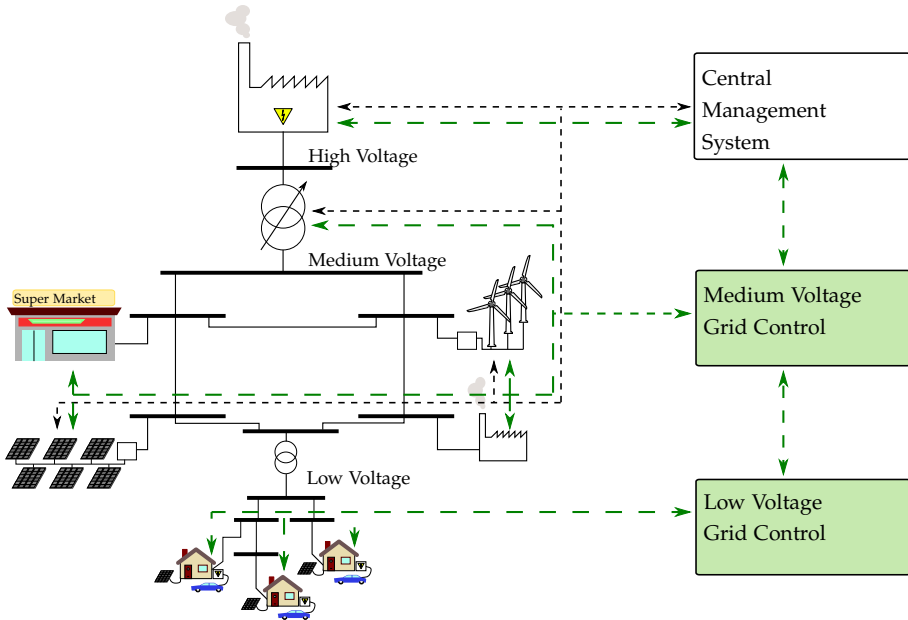 Central
Management
System
High Voltage
Medium Voltage
Super Market
Medium Voltage
Grid Control
Low Voltage
Low Voltage
Grid Control